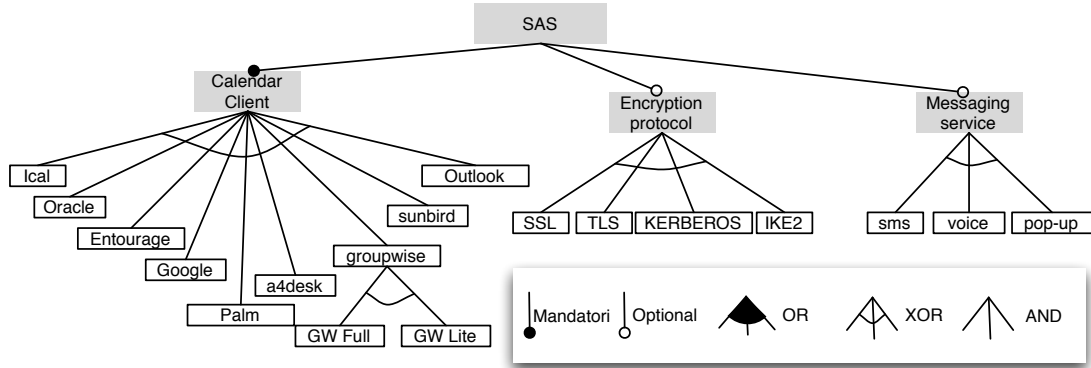 SAS
Calendar
Client
Encryption
protocol
Messaging
service
Ical
Outlook
Oracle
sunbird
SSL
TLS
KERBEROS
IKE2
sms
voice
pop-up
Entourage
Google
groupwise
a4desk
Palm
GW Full
GW Lite
Mandatori
Optional
OR
XOR
AND